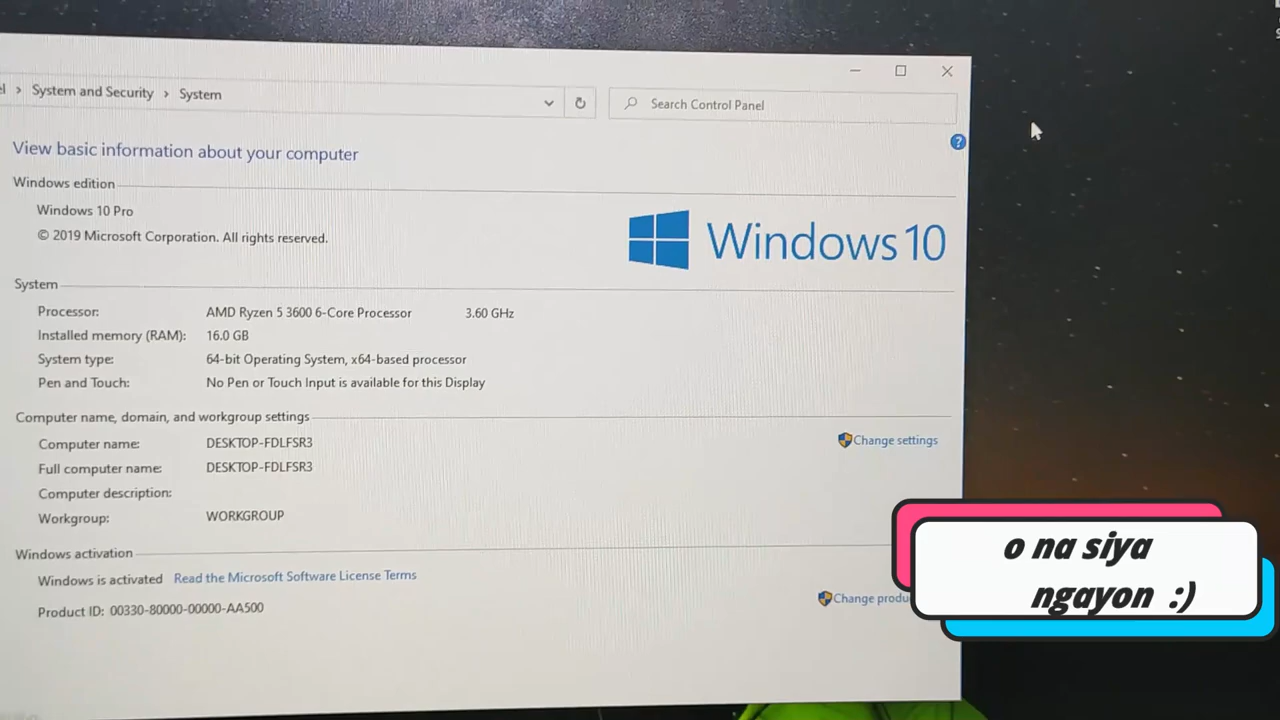 › System and Security › System
Search Control Panel
?
View basic information about your computer
Windows edition
Windows 10 Pro
© 2019 Microsoft Corporation. All rights reserved.
Windows 10
System
Processor: AMD Ryzen 5 3600 6-Core Processor 3.60 GHz
Installed memory (RAM): 16.0 GB
System type: 64-bit Operating System, x64-based processor
Pen and Touch: No Pen or Touch Input is available for this Display
Computer name, domain, and workgroup settings
Computer name: DESKTOP-FDLFSR3
Change settings
Full computer name: DESKTOP-FDLFSR3
Computer description:
Workgroup: WORKGROUP
Windows activation
Windows is activated Read the Microsoft Software License Terms
Product ID: 00330-80000-00000-AA500
Change produ
o na siya
ngayon :)